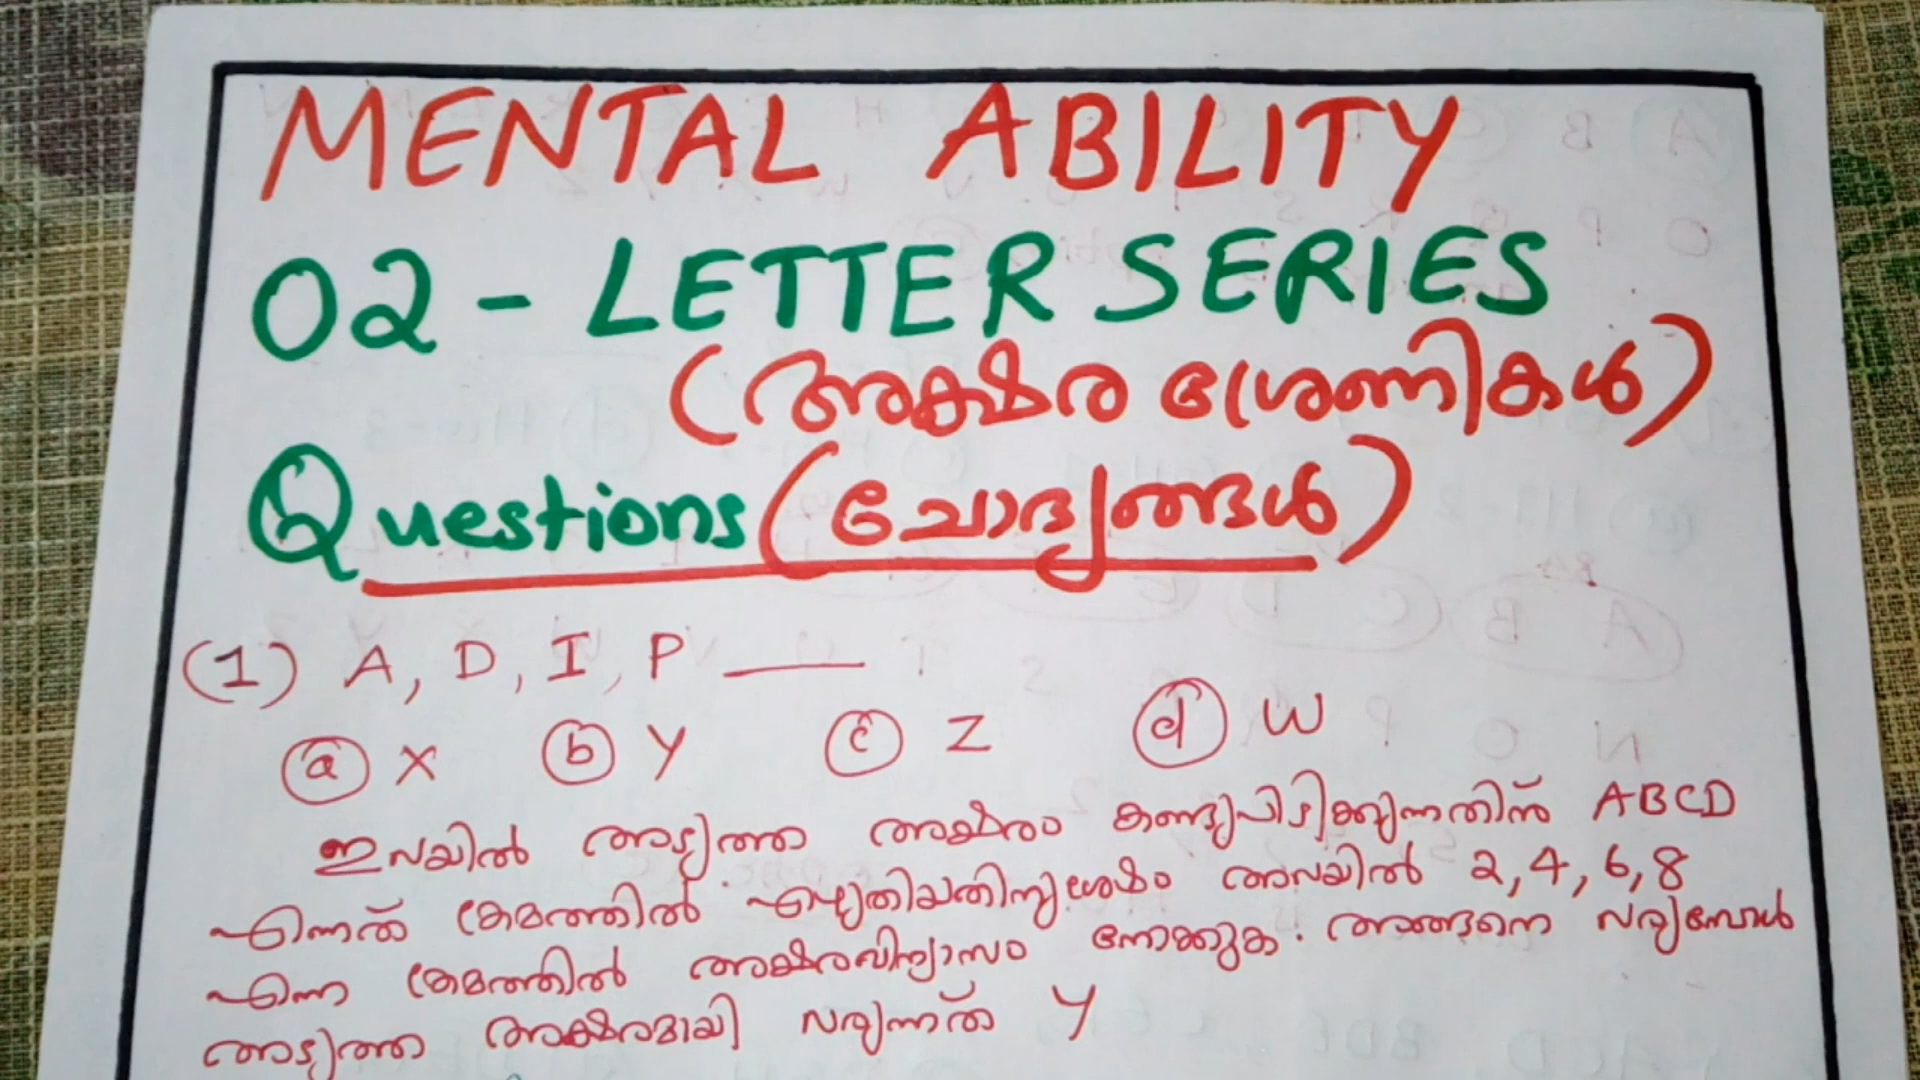 MENTAL ABILITY
02 - LETTER SERIES
(അക്ഷര ശ്രേണികൾ)
Questions (ചോദ്യങ്ങൾ)
(1) A, D, I, P ____
ⓐ X ⓑ Y ⓒ Z ⓓ W
ഇവയിൽ അടുത്ത അക്ഷരം കണ്ടുപിടിക്കുന്നതിന് ABCD
എന്നത് ക്രമത്തിൽ എഴുതിയതിനുശേഷം അവയിൽ 2, 4, 6, 8
എന്ന ക്രമത്തിൽ അക്ഷരവിന്യാസം നോക്കുക. അങ്ങനെ വരുമ്പോൾ
അടുത്ത അക്ഷരമായി വരുന്നത് Y